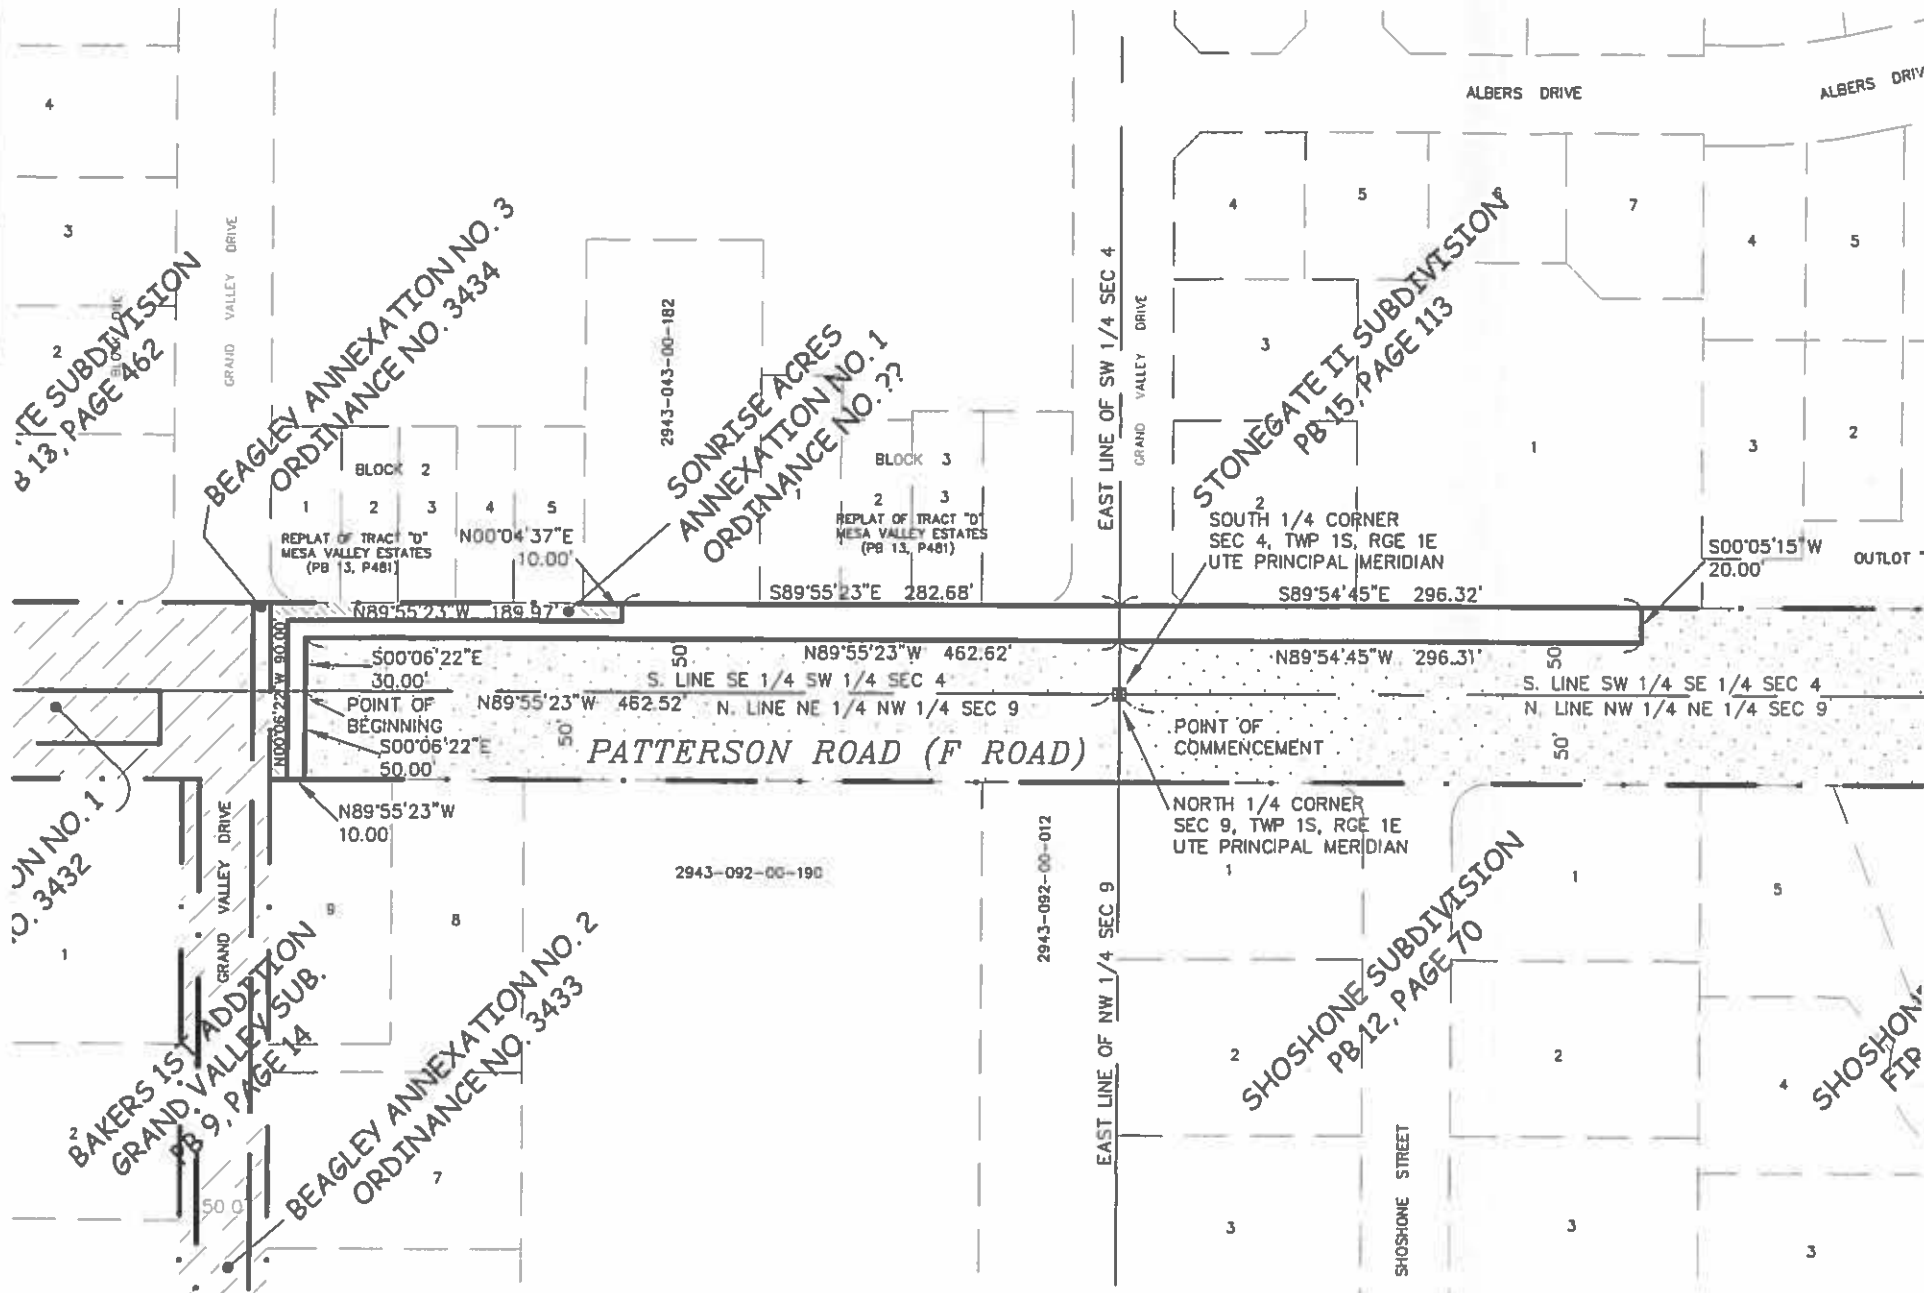 ALBERS DRIVE
ALBERS DRIV
4
3
2
BLOCK ONE
GRAND VALLEY DRIVE
TE SUBDIVISION
B 13, PAGE 462
BEAGLEY ANNEXATION NO. 3
ORDINANCE NO. 3434
2943-043-00-182
SONRISE ACRES
ANNEXATION NO. 1
ORDINANCE NO. ??
EAST LINE OF SW 1/4 SEC 4
GRAND VALLEY DRIVE
STONEGATE II SUBDIVISION
PB 15, PAGE 113
4
5
6
7
3
2
1
4
5
3
2
BLOCK 2
1
2
3
4
5
REPLAT OF TRACT "D"
MESA VALLEY ESTATES
(PB 13, P481)
N00°04'37"E
10.00'
BLOCK 3
1
2
3
REPLAT OF TRACT "D"
MESA VALLEY ESTATES
(PB 13, P481)
SOUTH 1/4 CORNER
SEC 4, TWP 1S, RGE 1E
UTE PRINCIPAL MERIDIAN
S00°05'15"W
20.00'
OUTLOT "
S89°55'23"E 282.68'
S89°54'45"E 296.32'
N89°55'23"W 189.97'
N00°06'22"W 90.00'
S00°06'22"E
30.00'
50
N89°55'23"W 462.62'
N89°54'45"W 296.31'
50
S. LINE SE 1/4 SW 1/4 SEC 4
S. LINE SW 1/4 SE 1/4 SEC 4
POINT OF
BEGINNING
N89°55'23"W 462.52'
N. LINE NE 1/4 NW 1/4 SEC 9
N. LINE NW 1/4 NE 1/4 SEC 9
S00°06'22"E
50.00'
50'
PATTERSON ROAD (F ROAD)
POINT OF
COMMENCEMENT
50'
N89°55'23"W
10.00'
NORTH 1/4 CORNER
SEC 9, TWP 1S, RGE 1E
UTE PRINCIPAL MERIDIAN
ON NO. 1
O. 3432
GRAND VALLEY DRIVE
2943-092-00-190
2943-092-00-012
EAST LINE OF NW 1/4 SEC 9
1
2
9
8
7
BAKERS 1ST ADDITION
GRAND VALLEY SUB.
PB 9, PAGE 14
50 0
BEAGLEY ANNEXATION NO. 2
ORDINANCE NO. 3433
1
2
3
SHOSHONE SUBDIVISION
PB 12, PAGE 70
SHOSHONE STREET
1
2
3
5
4
3
SHOSHON
FIR